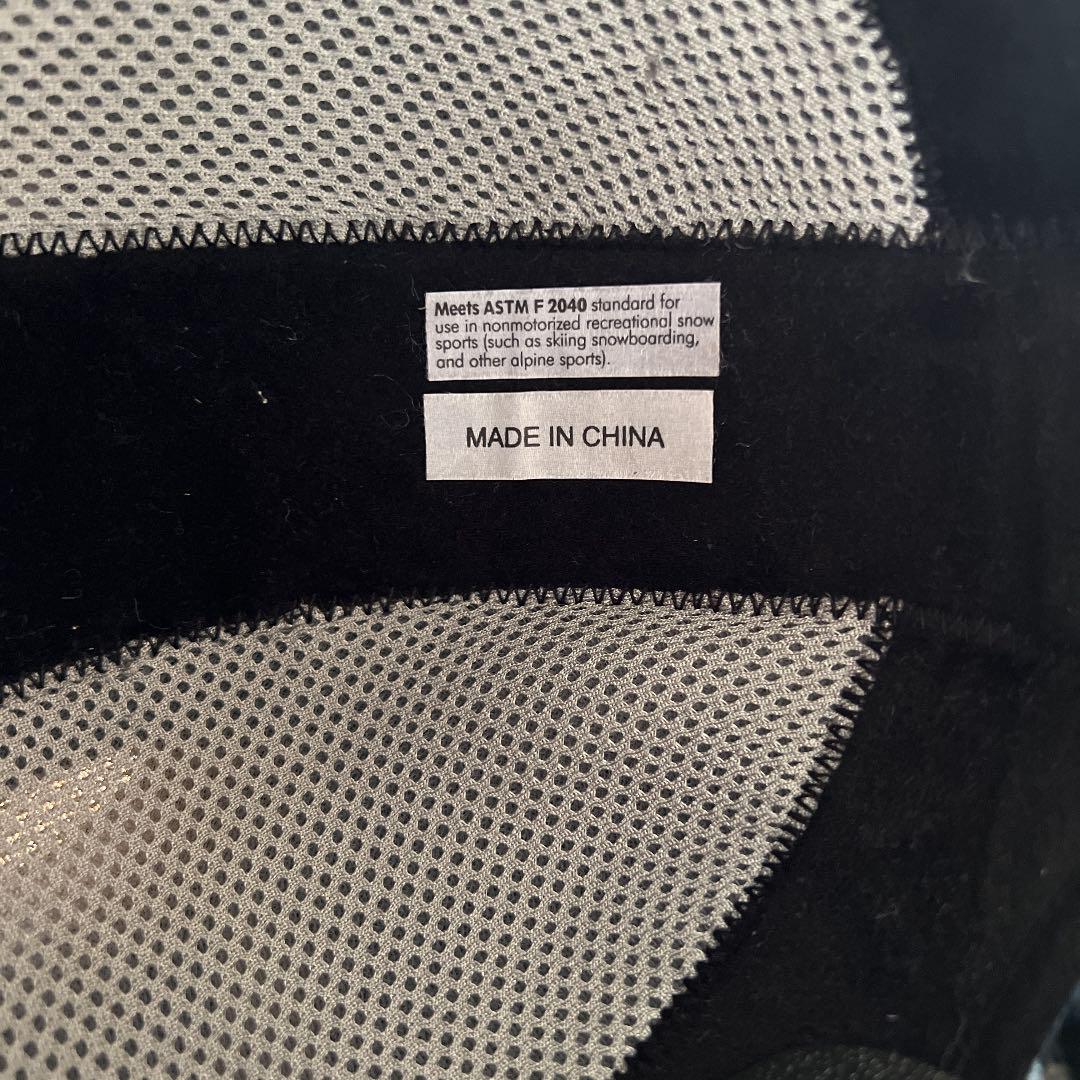 Meets ASTM F 2040 standard for
use in nonmotorized recreational snow
sports (such as skiing snowboarding,
and other alpine sports).
MADE IN CHINA